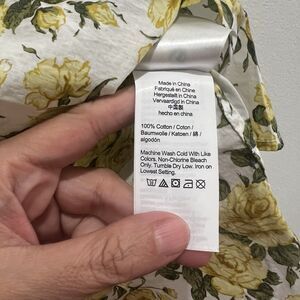 Made in China
Fabriqué en Chine
Hergestellt in China
Vervaardigd in China
中国製
hecho en china
100% Cotton / Coton /
Baumwolle / Katoen / 綿 /
algodón
Machine Wash Cold With Like
Colors. Non-Chlorine Bleach
Only. Tumble Dry Low. Iron on
Lowest Setting.